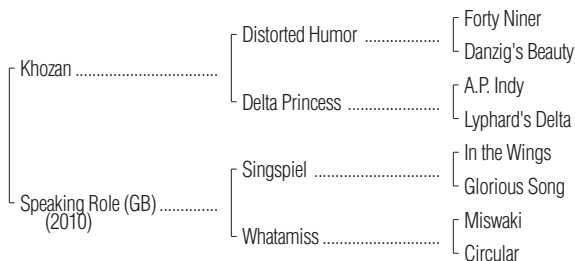 Forty Niner
Distorted Humor ..................
Danzig's Beauty
Khozan ..................................
A.P. Indy
Delta Princess ......................
Lyphard's Delta
In the Wings
Singspiel ..............................
Glorious Song
Speaking Role (GB) ..............
(2010)
Miswaki
Whatamiss ............................
Circular